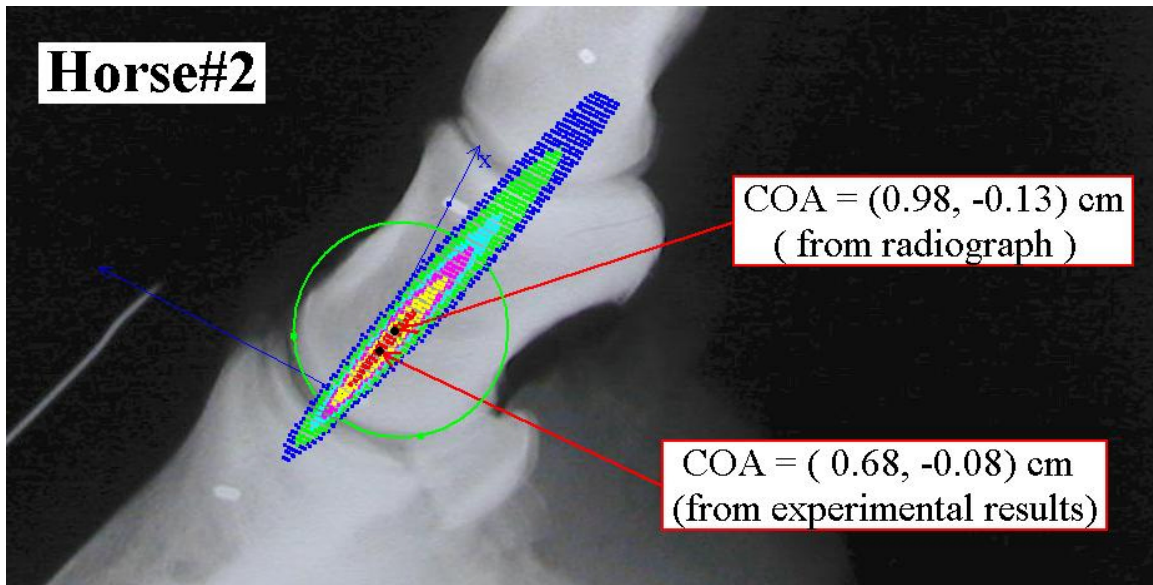 Horse#2
x
COA = (0.98, -0.13) cm
( from radiograph )
COA = ( 0.68, -0.08) cm
(from experimental results)